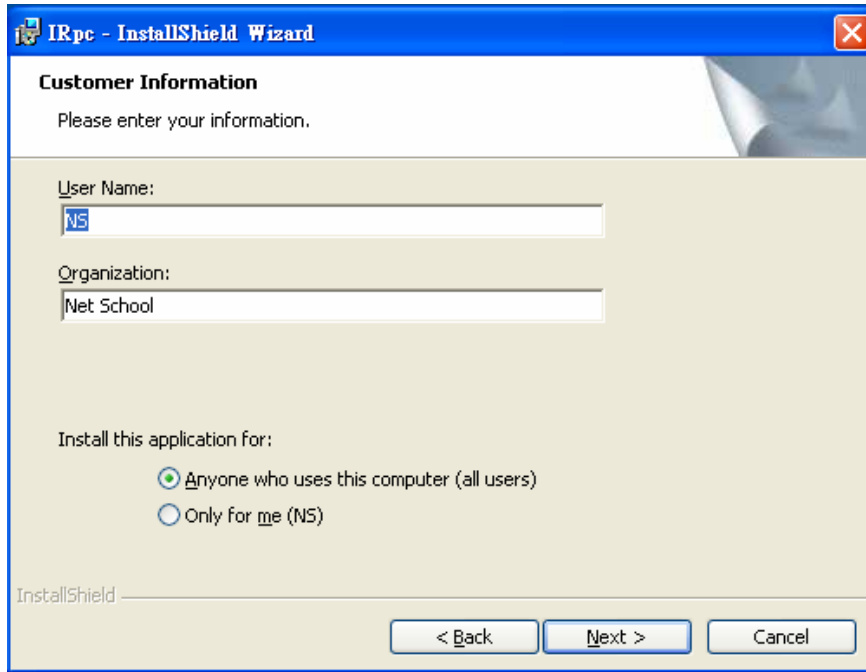 IRpc - InstallShield Wizard
Customer Information
Please enter your information.
User Name:
NS
Organization:
Net School
Install this application for:
Anyone who uses this computer (all users)
Only for me (NS)
InstallShield
< Back Next > Cancel